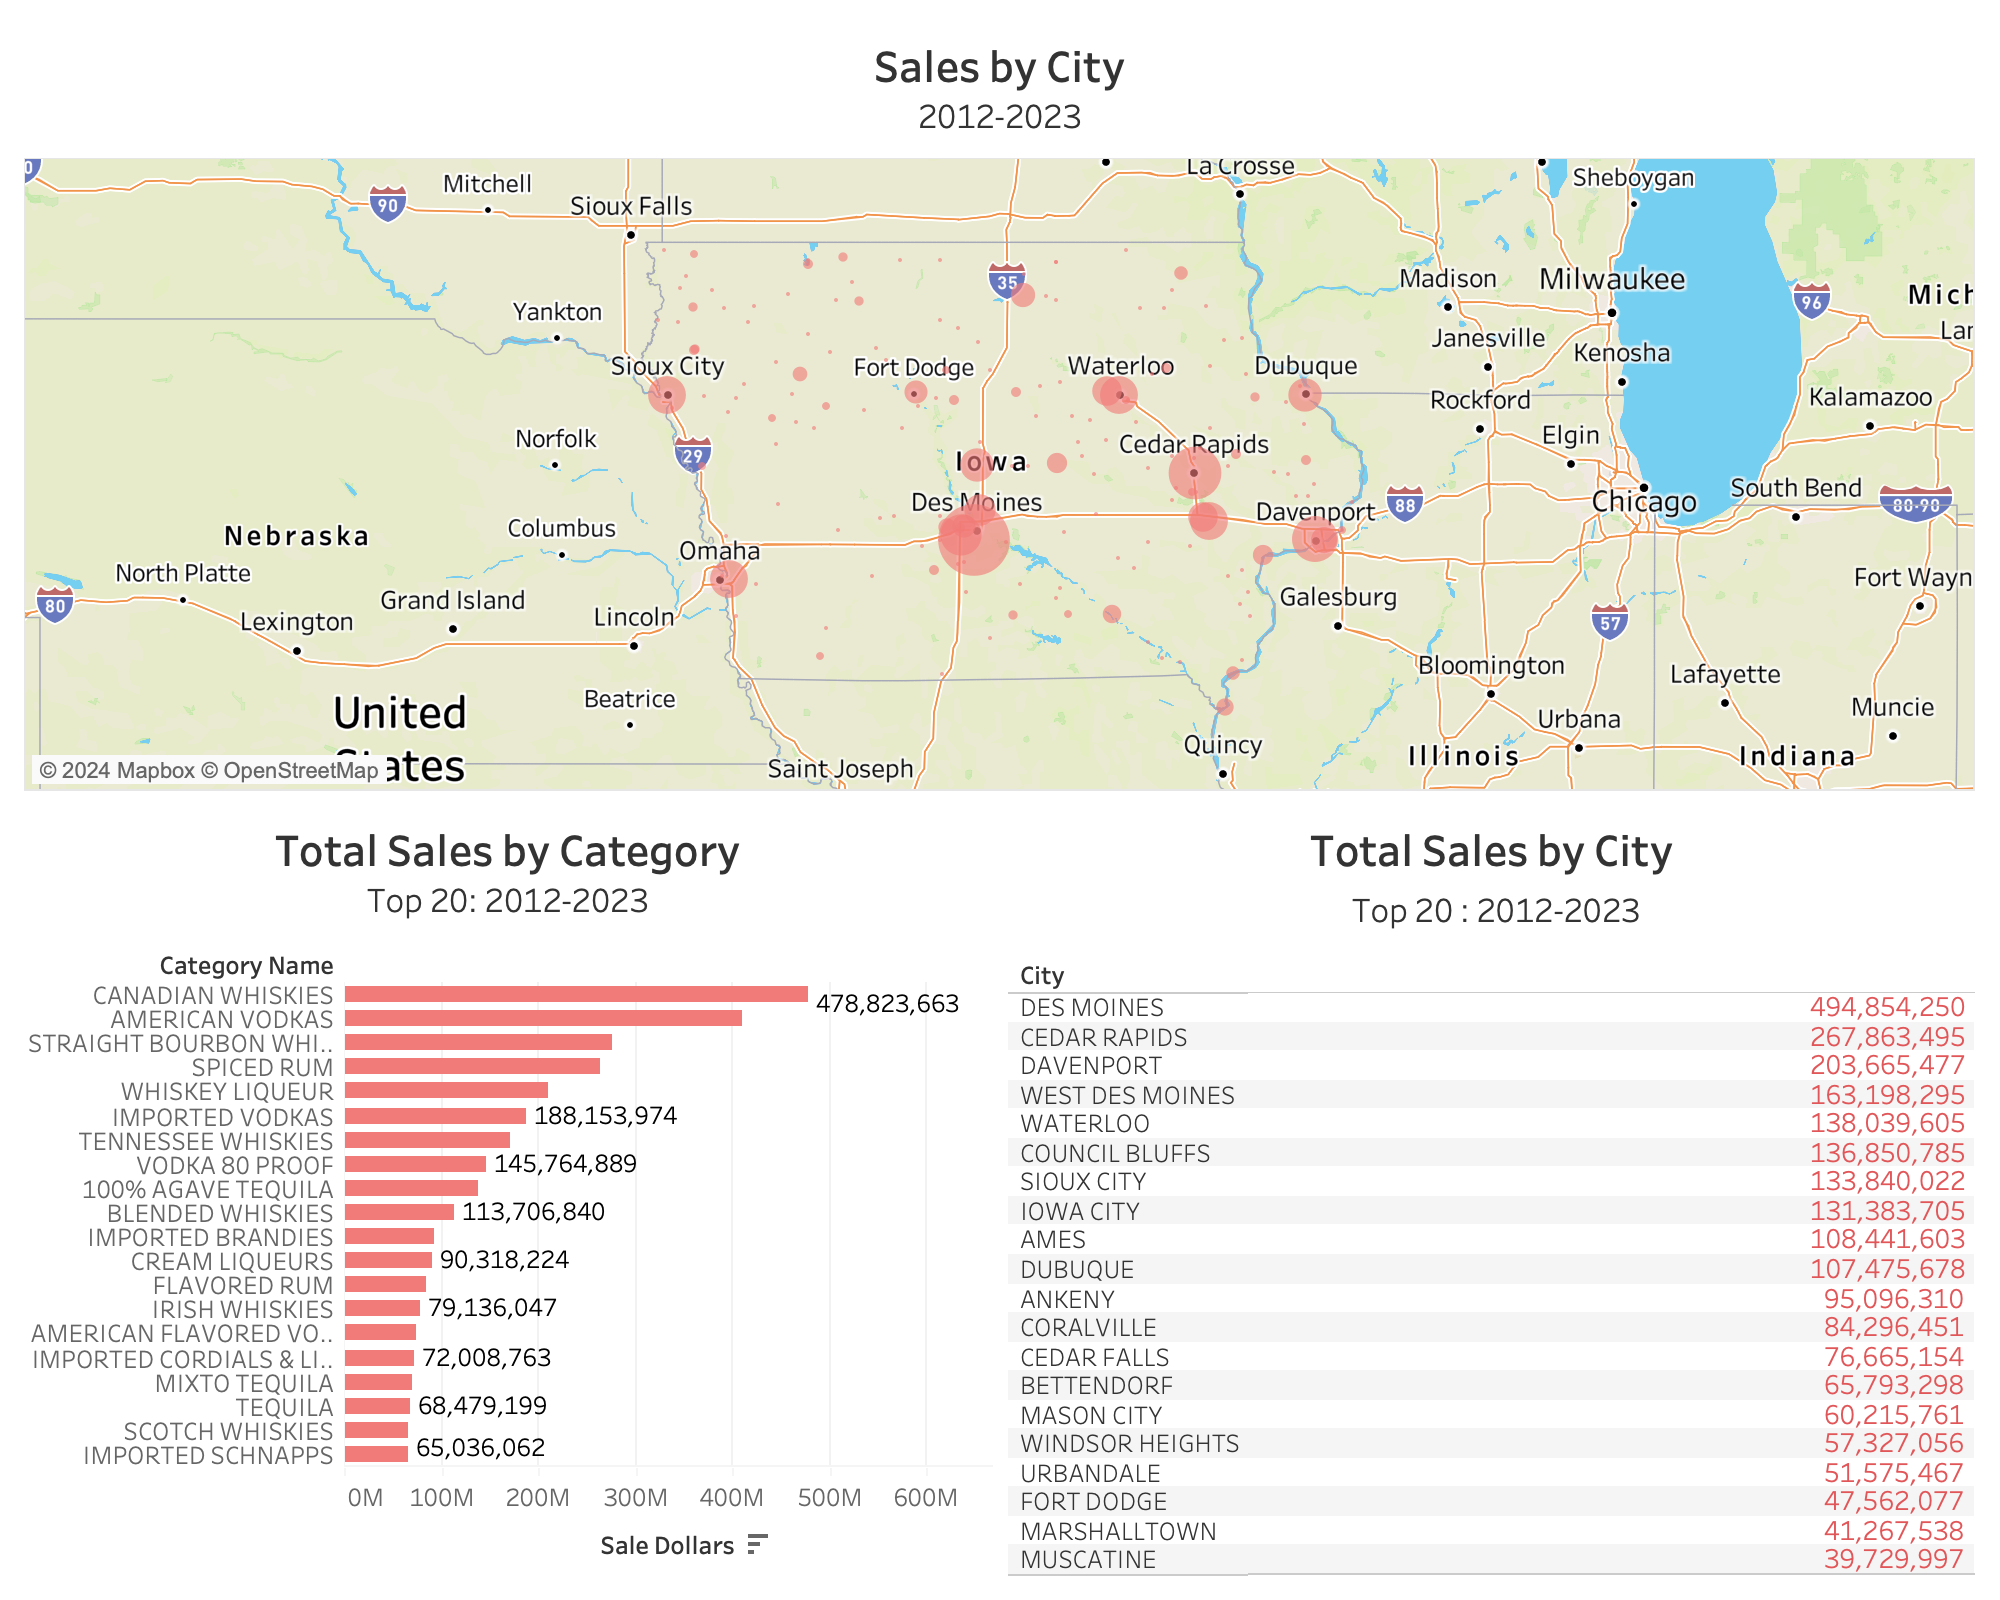 Sales by City
2012-2023
La Crosse
Mitchell
Sheboygan
90
Sioux Falls
35
Madison
Milwaukee
96
Mich
Yankton
Janesville
Lan
Kenosha
Sioux City
Fort Dodge
Waterloo
Dubuque
Rockford
Kalamazoo
Norfolk
Cedar Rapids
Elgin
29
Iowa
Des Moines
Davenport
88
Chicago
South Bend
80-90
Nebraska
Columbus
Omaha
North Platte
Fort Wayn
80
Grand Island
Galesburg
Lexington
Lincoln
57
Bloomington
Lafayette
Beatrice
United
States
Urbana
Muncie
Quincy
Illinois
Indiana
© 2024 Mapbox © OpenStreetMap
Saint Joseph
Total Sales by Category
Top 20: 2012-2023
Category Name
CANADIAN WHISKIES 478,823,663
AMERICAN VODKAS
STRAIGHT BOURBON WHI..
SPICED RUM
WHISKEY LIQUEUR
IMPORTED VODKAS 188,153,974
TENNESSEE WHISKIES
VODKA 80 PROOF 145,764,889
100% AGAVE TEQUILA
BLENDED WHISKIES 113,706,840
IMPORTED BRANDIES
CREAM LIQUEURS 90,318,224
FLAVORED RUM
IRISH WHISKIES 79,136,047
AMERICAN FLAVORED VO..
IMPORTED CORDIALS & LI.. 72,008,763
MIXTO TEQUILA
TEQUILA 68,479,199
SCOTCH WHISKIES
IMPORTED SCHNAPPS 65,036,062
0M 100M 200M 300M 400M 500M 600M
Sale Dollars
Total Sales by City
Top 20 : 2012-2023
City
DES MOINES 494,854,250
CEDAR RAPIDS 267,863,495
DAVENPORT 203,665,477
WEST DES MOINES 163,198,295
WATERLOO 138,039,605
COUNCIL BLUFFS 136,850,785
SIOUX CITY 133,840,022
IOWA CITY 131,383,705
AMES 108,441,603
DUBUQUE 107,475,678
ANKENY 95,096,310
CORALVILLE 84,296,451
CEDAR FALLS 76,665,154
BETTENDORF 65,793,298
MASON CITY 60,215,761
WINDSOR HEIGHTS 57,327,056
URBANDALE 51,575,467
FORT DODGE 47,562,077
MARSHALLTOWN 41,267,538
MUSCATINE 39,729,997